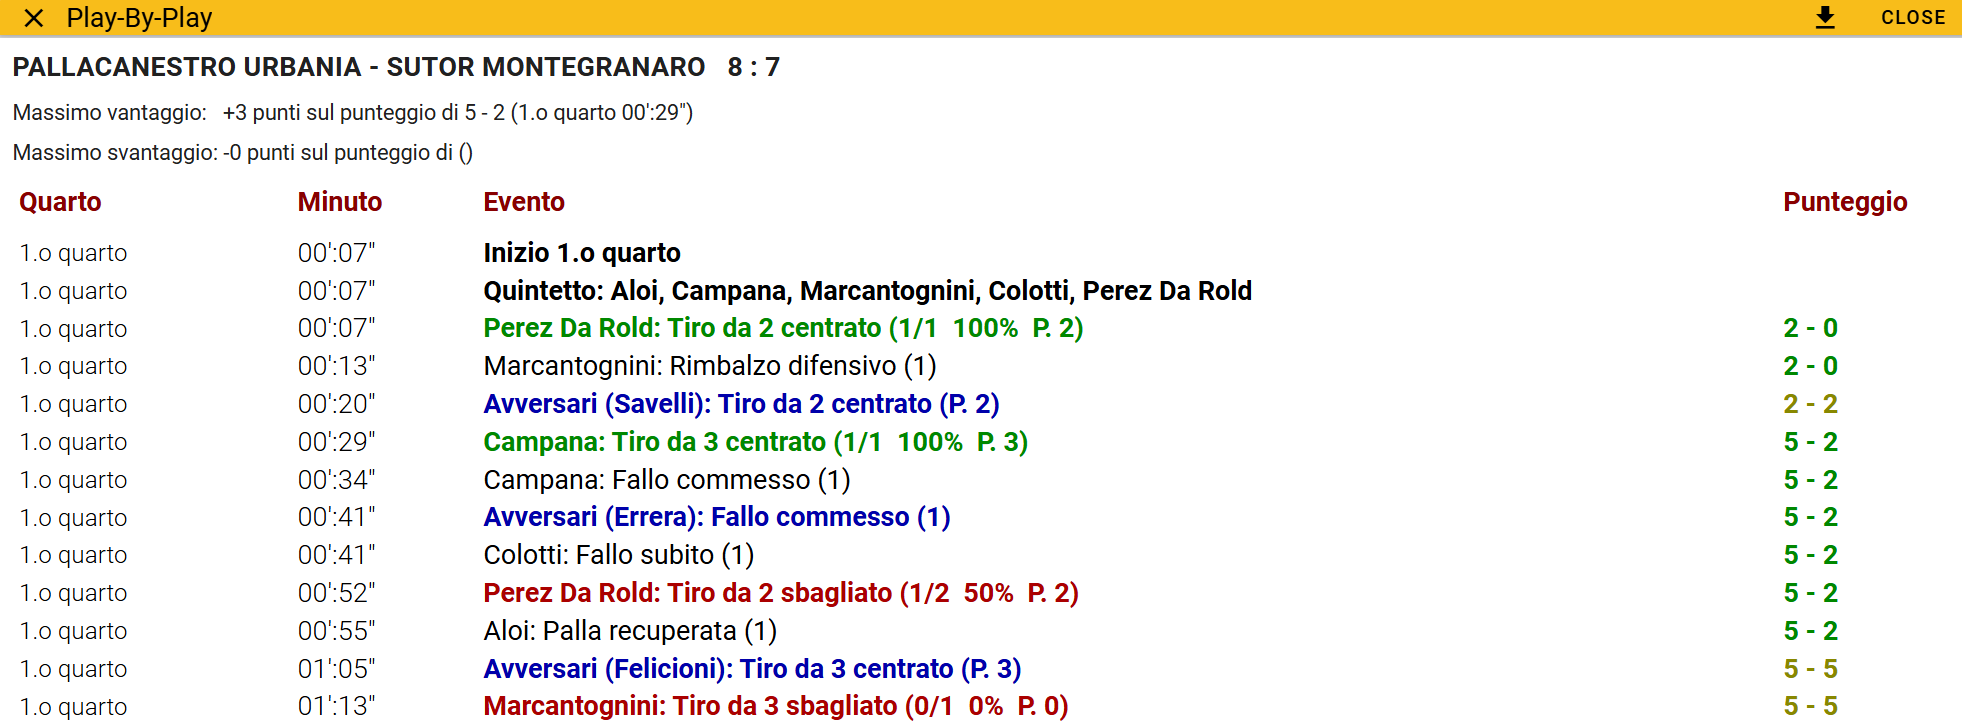 Play-By-Play CLOSE
PALLACANESTRO URBANIA - SUTOR MONTEGRANARO 8 : 7
Massimo vantaggio: +3 punti sul punteggio di 5 - 2 (1.o quarto 00':29")
Massimo svantaggio: -0 punti sul punteggio di ()
Quarto Minuto Evento Punteggio
1.o quarto 00':07" Inizio 1.o quarto
1.o quarto 00':07" Quintetto: Aloi, Campana, Marcantognini, Colotti, Perez Da Rold
1.o quarto 00':07" Perez Da Rold: Tiro da 2 centrato (1/1 100% P. 2) 2 - 0
1.o quarto 00':13" Marcantognini: Rimbalzo difensivo (1) 2 - 0
1.o quarto 00':20" Avversari (Savelli): Tiro da 2 centrato (P. 2) 2 - 2
1.o quarto 00':29" Campana: Tiro da 3 centrato (1/1 100% P. 3) 5 - 2
1.o quarto 00':34" Campana: Fallo commesso (1) 5 - 2
1.o quarto 00':41" Avversari (Errera): Fallo commesso (1) 5 - 2
1.o quarto 00':41" Colotti: Fallo subito (1) 5 - 2
1.o quarto 00':52" Perez Da Rold: Tiro da 2 sbagliato (1/2 50% P. 2) 5 - 2
1.o quarto 00':55" Aloi: Palla recuperata (1) 5 - 2
1.o quarto 01':05" Avversari (Felicioni): Tiro da 3 centrato (P. 3) 5 - 5
1.o quarto 01':13" Marcantognini: Tiro da 3 sbagliato (0/1 0% P. 0) 5 - 5